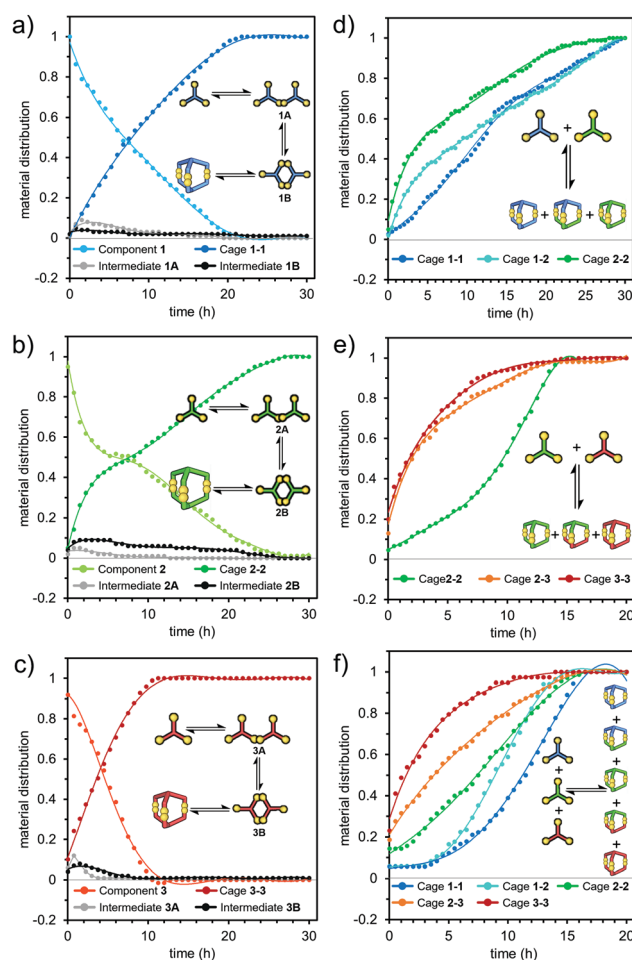 a)
material distribution
1
0.8
0.6
0.4
0.2
0
-0.2
1A
1B
Component 1
Cage 1-1
Intermediate 1A
Intermediate 1B
0
10
20
30
time (h)
d)
material distribution
1
0.8
0.6
0.4
0.2
0
-0.2
+
+
+
Cage 1-1
Cage 1-2
Cage 2-2
0
5
10
15
20
25
30
time (h)
b)
material distribution
1
0.8
0.6
0.4
0.2
0
-0.2
2A
2B
Component 2
Cage 2-2
Intermediate 2A
Intermediate 2B
0
10
20
30
time (h)
e)
material distribution
1
0.8
0.6
0.4
0.2
0
-0.2
+
+
+
Cage2-2
Cage 2-3
Cage 3-3
0
5
10
15
20
time (h)
c)
material distribution
1
0.8
0.6
0.4
0.2
0
-0.2
3A
3B
Component 3
Cage 3-3
Intermediate 3A
Intermediate 3B
0
10
20
30
time (h)
f)
material distribution
1
0.8
0.6
0.4
0.2
0
-0.2
+
+
+
+
+
+
Cage 1-1
Cage 1-2
Cage 2-2
Cage 2-3
Cage 3-3
0
5
10
15
20
time (h)